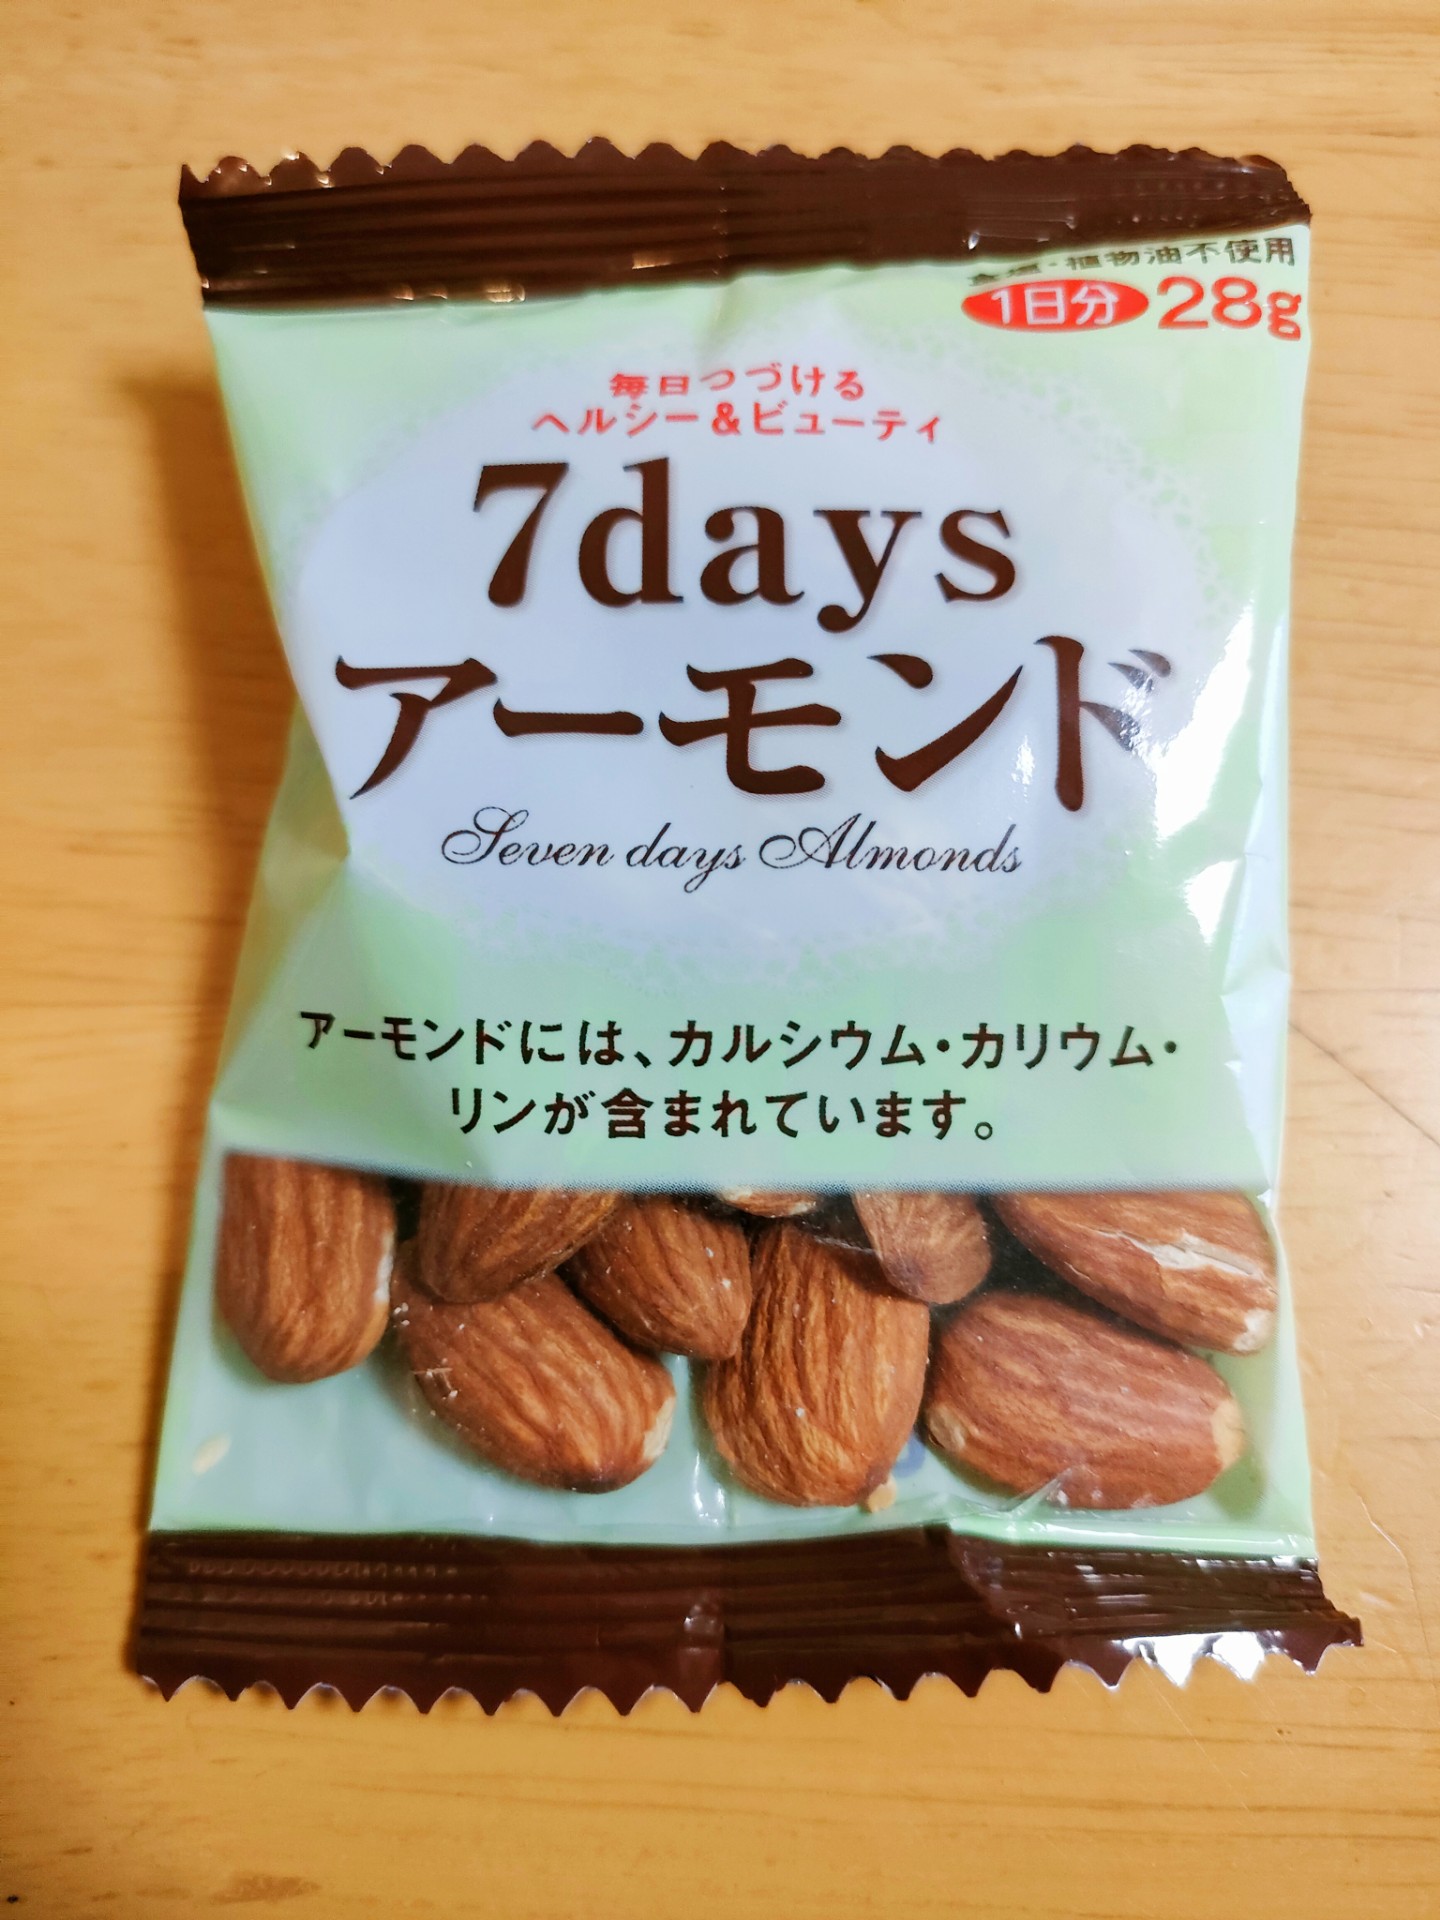 食塩・植物油不使用
1日分 28g
毎日つづける
ヘルシー&ビューティ
7days
アーモンド
Seven days Almonds
アーモンドには、カルシウム・カリウム・
リンが含まれています。